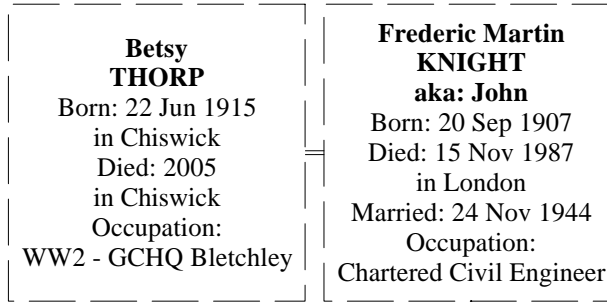 Betsy
THORP
Born: 22 Jun 1915
in Chiswick
Died: 2005
in Chiswick
Occupation:
WW2 - GCHQ Bletchley
Frederic Martin
KNIGHT
aka: John
Born: 20 Sep 1907
Died: 15 Nov 1987
in London
Married: 24 Nov 1944
Occupation:
Chartered Civil Engineer